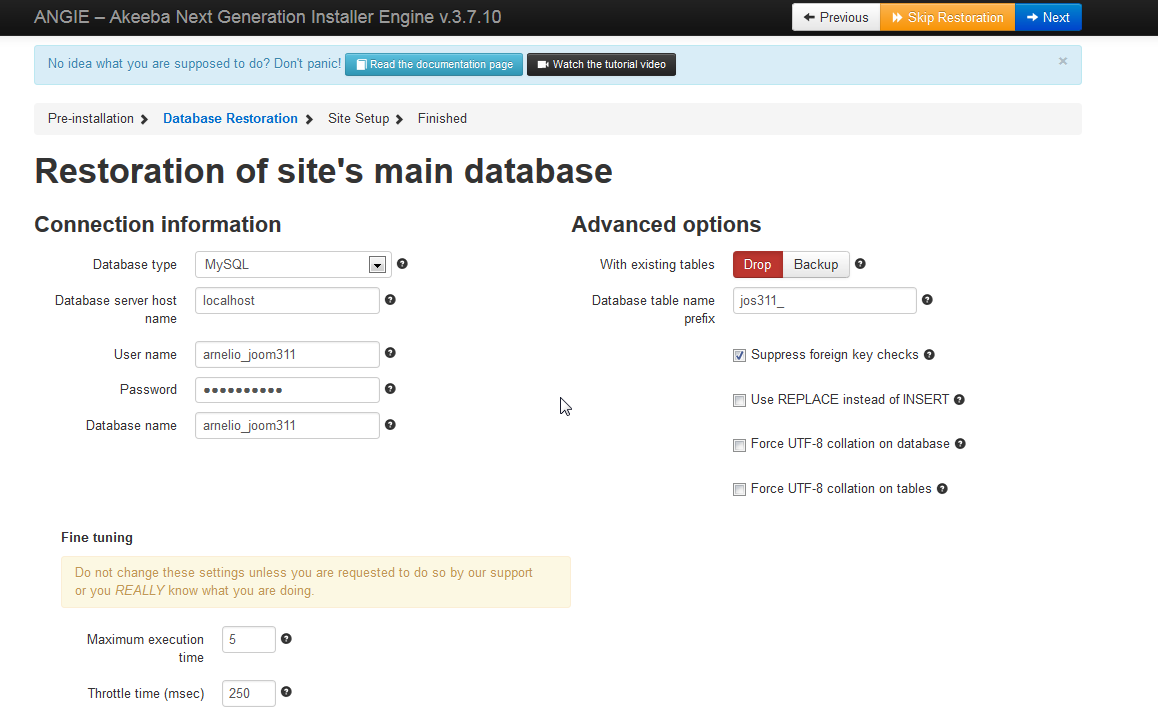 ANGIE – Akeeba Next Generation Installer Engine v.3.7.10
Previous
Skip Restoration
Next
No idea what you are supposed to do? Don't panic!
Read the documentation page
Watch the tutorial video
×
Pre-installation
Database Restoration
Site Setup
Finished
Restoration of site's main database
Connection information
Database type
MySQL
Database server host
name
localhost
User name
arnelio_joom311
Password
●●●●●●●●●●
Database name
arnelio_joom311
Advanced options
With existing tables
Drop
Backup
Database table name
prefix
jos311_
Suppress foreign key checks
Use REPLACE instead of INSERT
Force UTF-8 collation on database
Force UTF-8 collation on tables
Fine tuning
Do not change these settings unless you are requested to do so by our support
or you REALLY know what you are doing.
Maximum execution
time
5
Throttle time (msec)
250